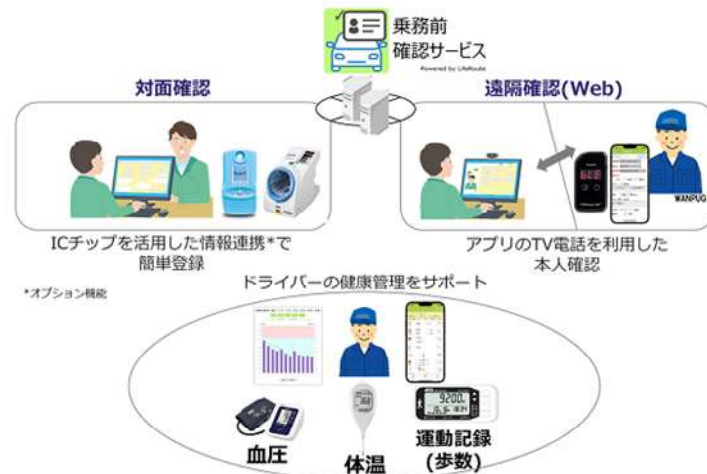 乗務前
確認サービス
Powered by LifeRoute
対面確認
遠隔確認(Web)
WANPUG
ICチップを活用した情報連携*で
簡単登録
アプリのTV電話を利用した
本人確認
*オプション機能
ドライバーの健康管理をサポート
9200
血圧
体温
運動記録
(歩数)